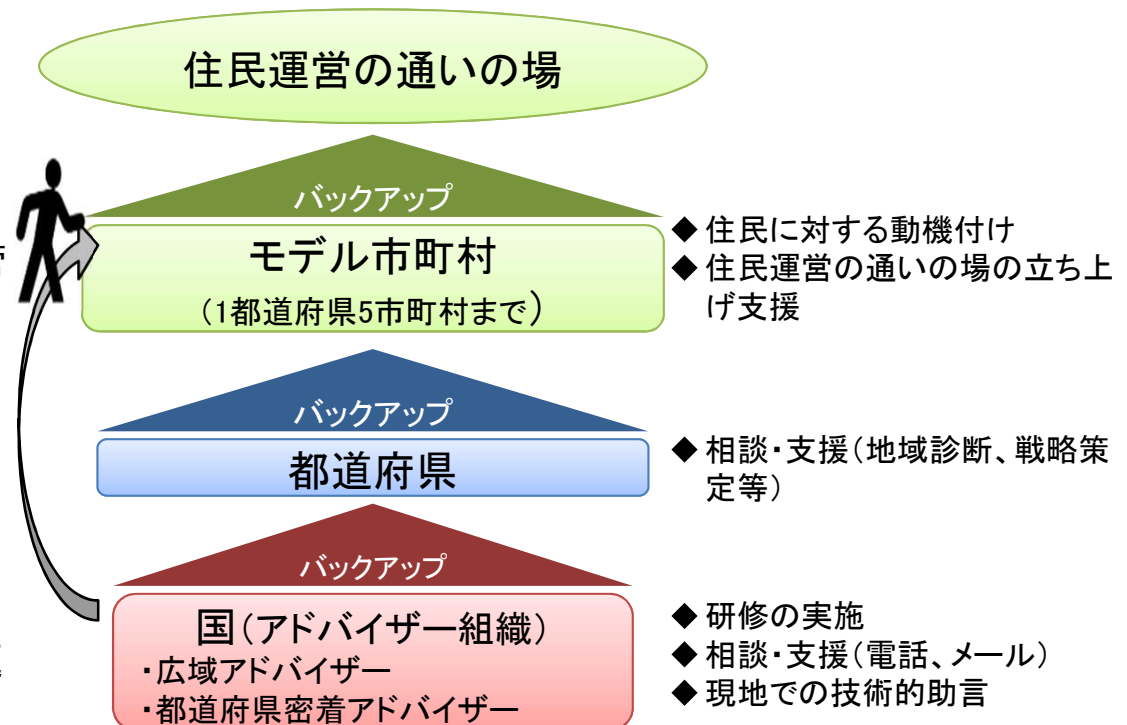 住民運営の通いの場
バックアップ
モデル市町村
（1都道府県5市町村まで）
◆ 住民に対する動機付け
◆ 住民運営の通いの場の立ち上
げ支援
バックアップ
都道府県
◆ 相談・支援（地域診断、戦略策
定等）
バックアップ
国（アドバイザー組織）
・広域アドバイザー
・都道府県密着アドバイザー
◆ 研修の実施
◆ 相談・支援（電話、メール）
◆ 現地での技術的助言